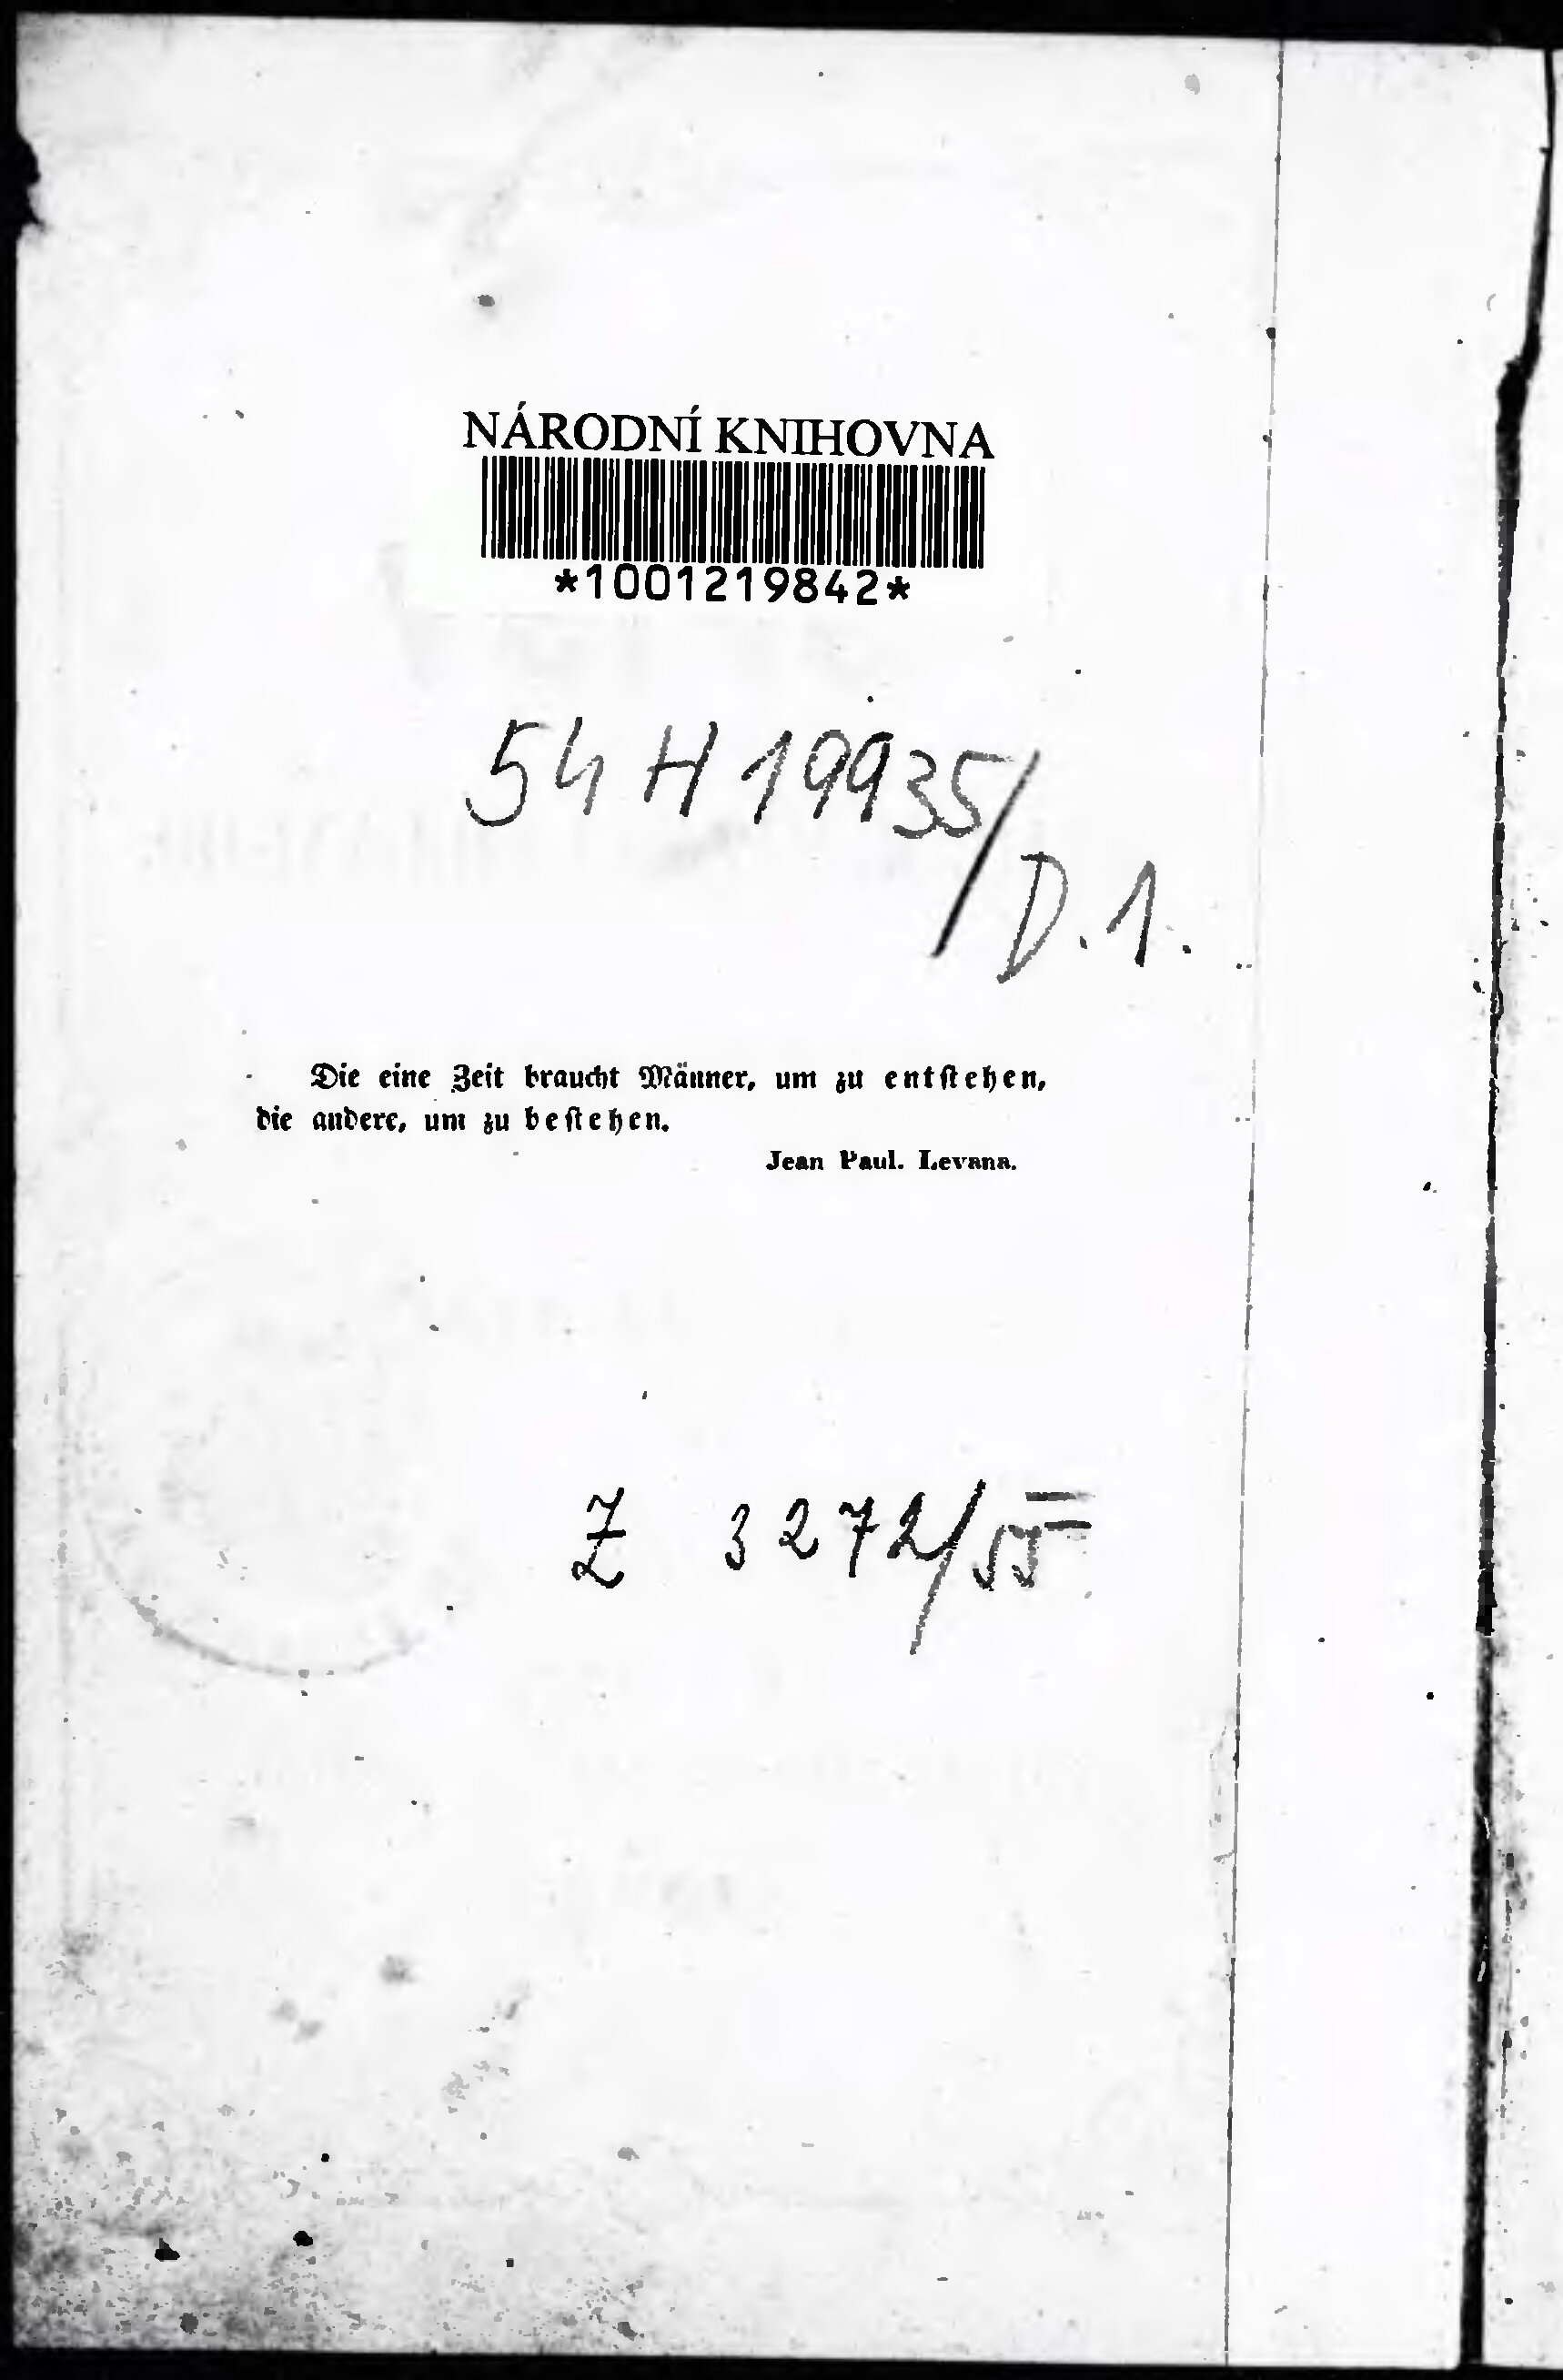 NÁRODNÍ KNIHOVNA
*1001219842*
54 H 19935/
D.1.
Die eine Zeit braucht Männer, um zu entstehen,
die andere, um zu bestehen.
Jean Paul. Levana.
Z 3272/55